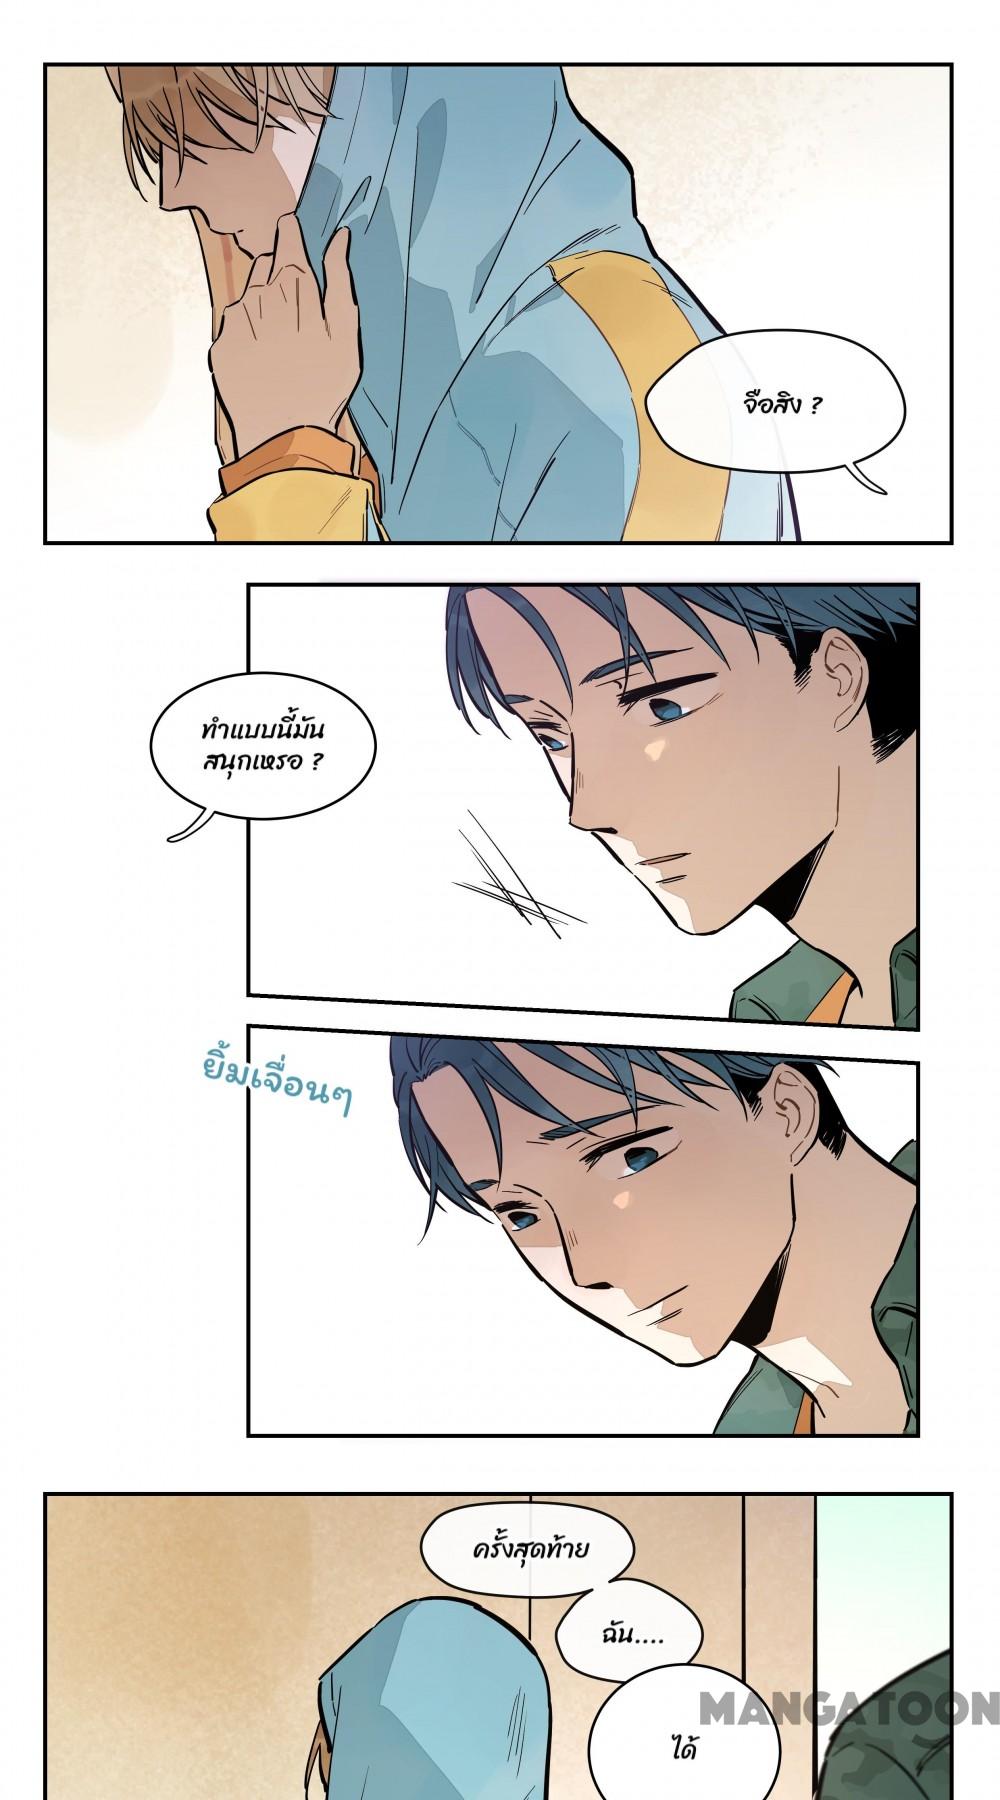 จือสิง ?
ทำแบบนี้มัน
สนุกเหรอ ?
ยิ้มเจื่อนๆ
ครั้งสุดท้าย
ฉัน....
ได้
MANGATOON